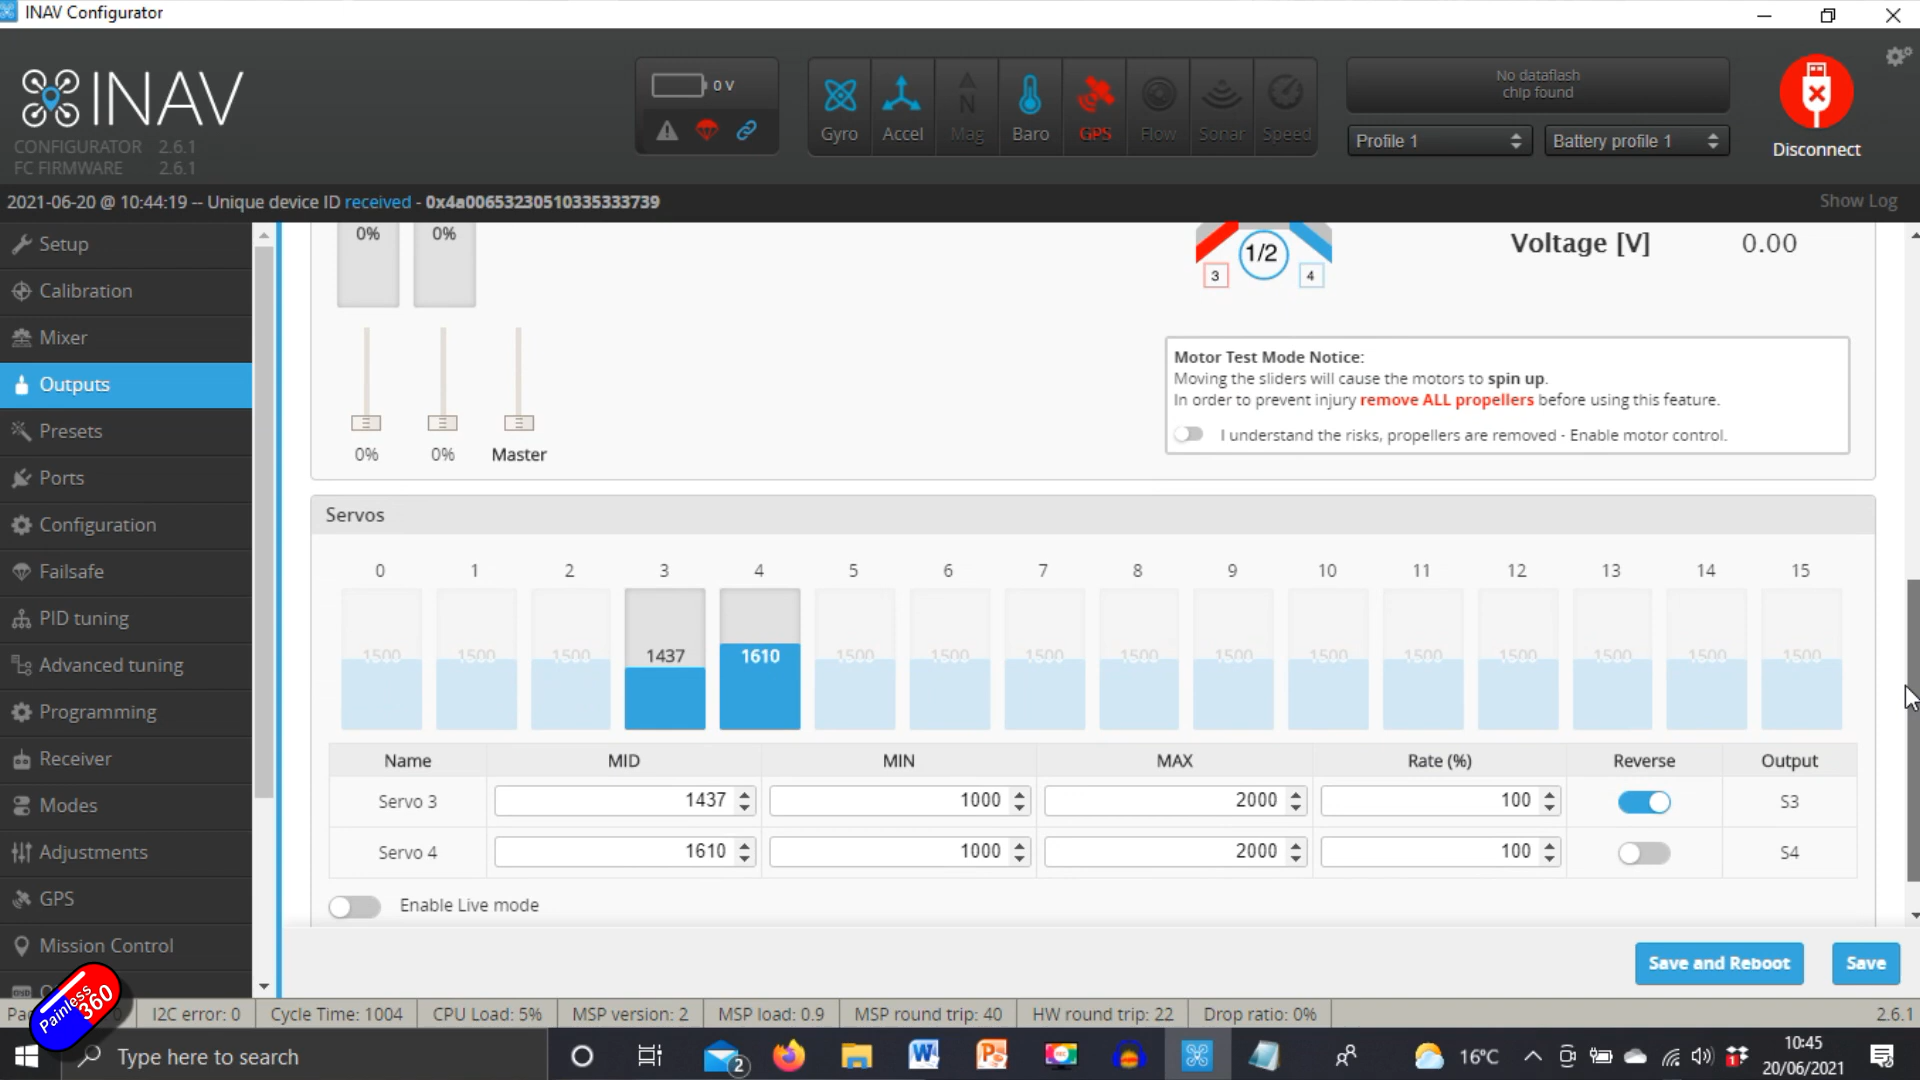 INAV Configurator
INAV
CONFIGURATOR 2.6.1
FC FIRMWARE 2.6.1
0 V
Gyro
Accel
Mag
Baro
GPS
Flow
Sonar
Speed
No dataflash
chip found
Profile 1
Battery profile 1
Disconnect
2021-06-20 @ 10:44:19 -- Unique device ID received - 0x4a00653230510335333739
Show Log
Setup
Calibration
Mixer
Outputs
Presets
Ports
Configuration
Failsafe
PID tuning
Advanced tuning
Programming
Receiver
Modes
Adjustments
GPS
Mission Control
0% 0%
1/2
3 4
Voltage [V] 0.00
Motor Test Mode Notice:
Moving the sliders will cause the motors to spin up.
In order to prevent injury remove ALL propellers before using this feature.
I understand the risks, propellers are removed - Enable motor control.
0% 0% Master
Servos
0 1 2 3 4 5 6 7 8 9 10 11 12 13 14 15
1500 1500 1500 1437 1610 1500 1500 1500 1500 1500 1500 1500 1500 1500 1500 1500
Name MID MIN MAX Rate (%) Reverse Output
Servo 3 1437 1000 2000 100 S3
Servo 4 1610 1000 2000 100 S4
Enable Live mode
Save and Reboot
Save
Painless360
I2C error: 0 Cycle Time: 1004 CPU Load: 5% MSP version: 2 MSP load: 0.9 MSP round trip: 40 HW round trip: 22 Drop ratio: 0% 2.6.1
Type here to search
2
16°C
1
10:45
20/06/2021